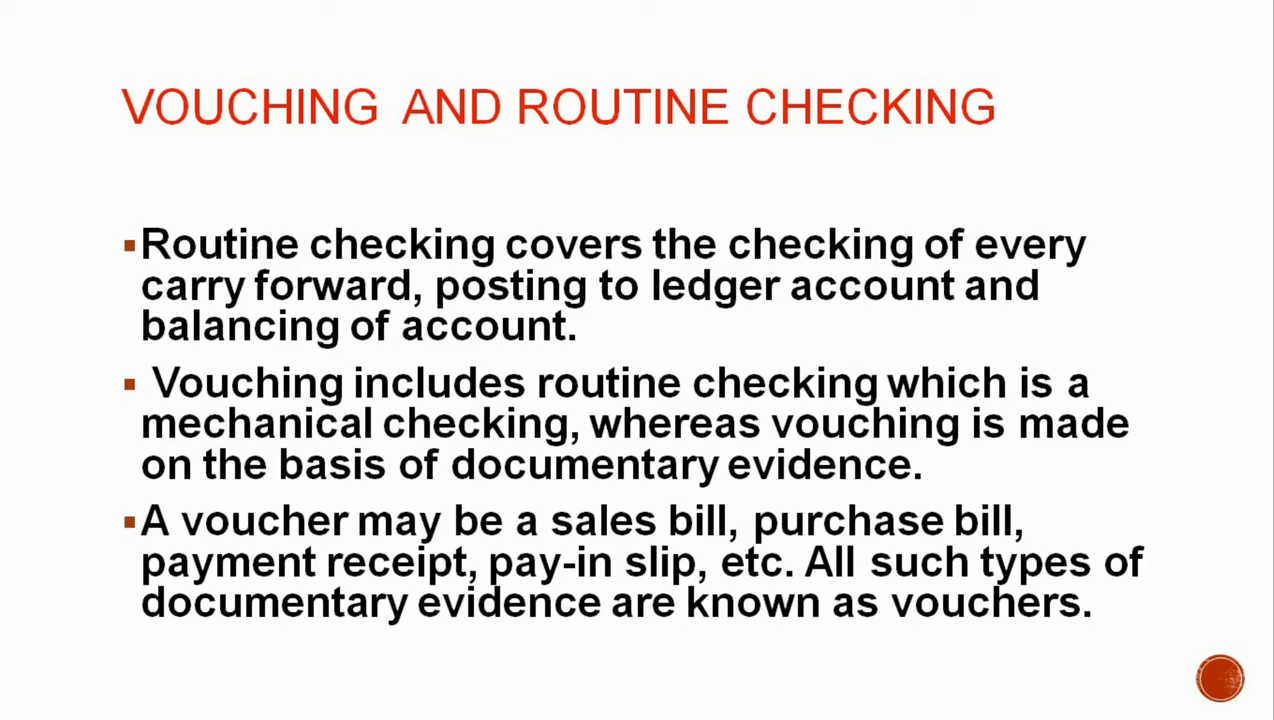 VOUCHING AND ROUTINE CHECKING
▪Routine checking covers the checking of every
carry forward, posting to ledger account and
balancing of account.
▪ Vouching includes routine checking which is a
mechanical checking, whereas vouching is made
on the basis of documentary evidence.
▪A voucher may be a sales bill, purchase bill,
payment receipt, pay-in slip, etc. All such types of
documentary evidence are known as vouchers.